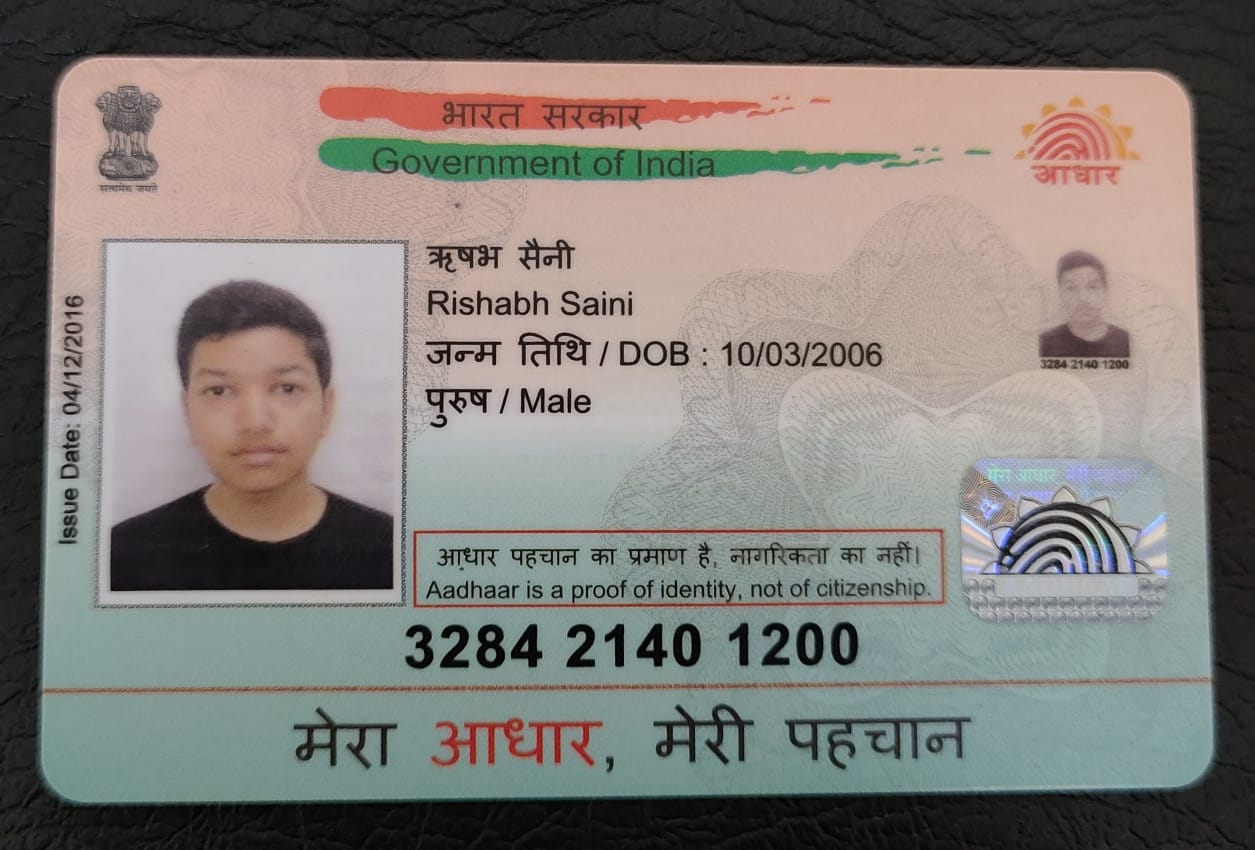 भारत सरकार
Government of India
सत्यमेव जयते
आधार
Issue Date: 04/12/2016
ऋषभ सैनी
Rishabh Saini
जन्म तिथि / DOB : 10/03/2006
पुरुष / Male
3284 2140 1200
मेरा आधार
आधार पहचान का प्रमाण है, नागरिकता का नहीं।
Aadhaar is a proof of identity, not of citizenship.
3284 2140 1200
मेरा आधार, मेरी पहचान